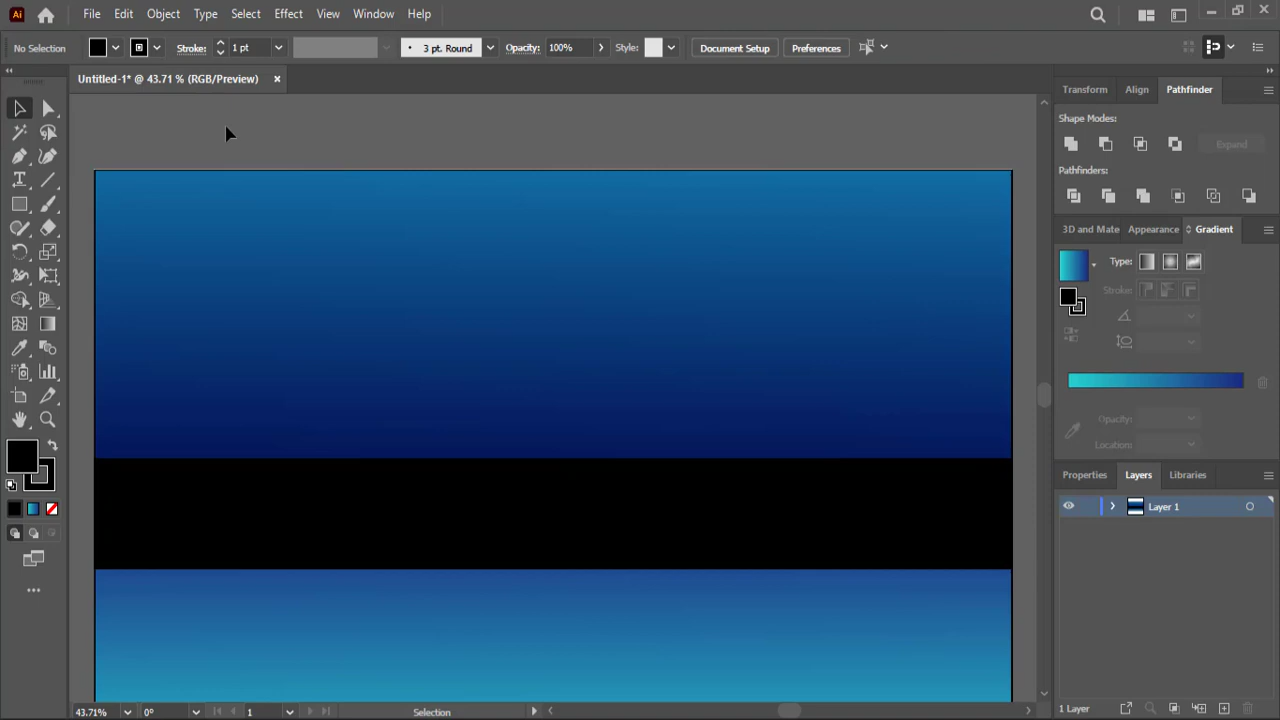 Ai File Edit Object Type Select Effect View Window Help
No Selection Stroke: 1 pt 3 pt. Round Opacity: 100% Style: Document Setup Preferences
Untitled-1* @ 43.71 % (RGB/Preview) ×
Transform Align Pathfinder
Shape Modes:
Expand
Pathfinders:
3D and Mate Appearance Gradient
Type:
Stroke:
Opacity:
Location:
Properties Layers Libraries
Layer 1
43.71% 0° 1 Selection
1 Layer